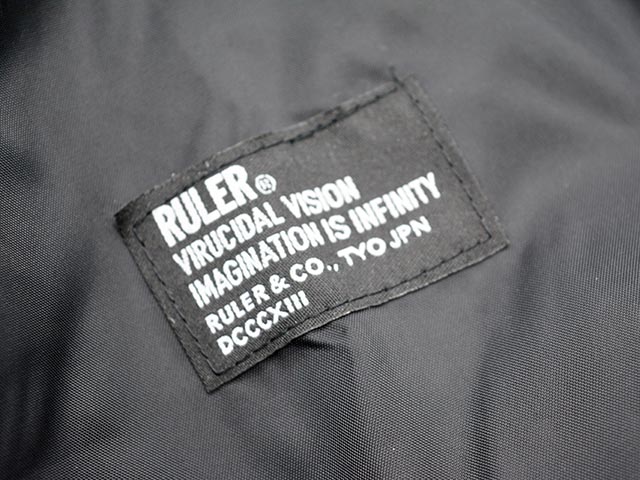 RULER®
VIRUCIDAL VISION
IMAGINATION IS INFINITY
RULER & CO., TYO JPN
DCCCXIII